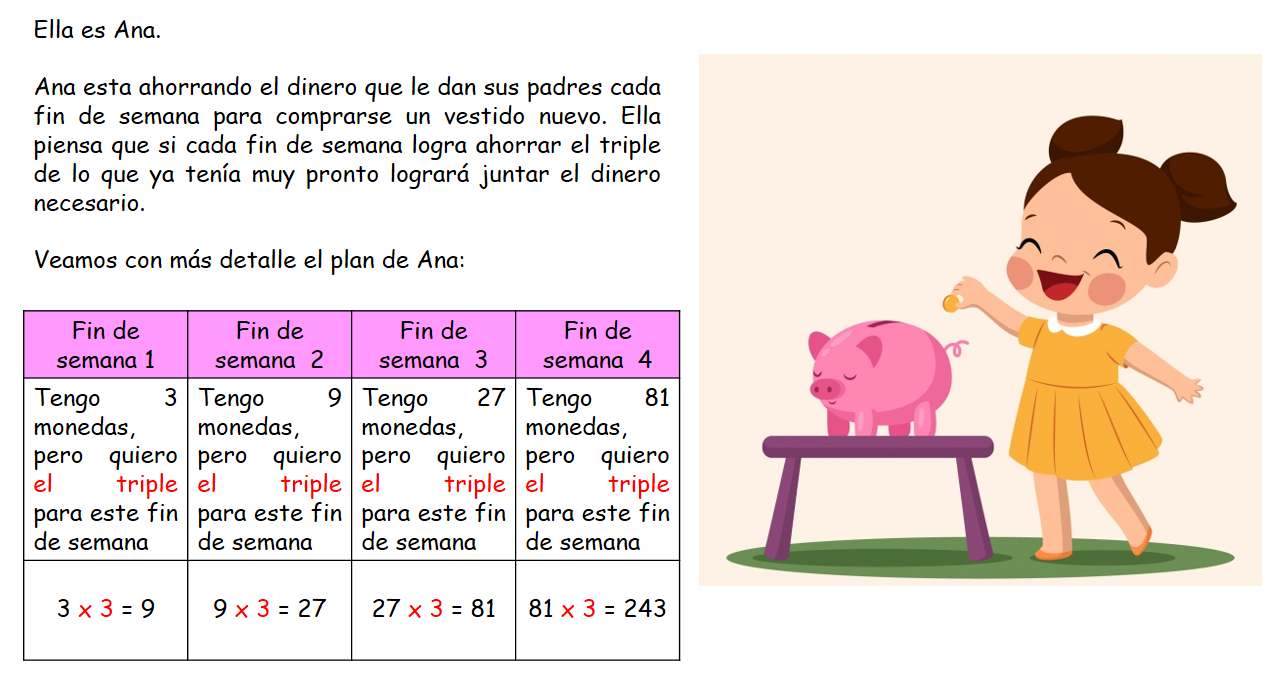 Ella es Ana.
Ana esta ahorrando el dinero que le dan sus padres cada
fin de semana para comprarse un vestido nuevo. Ella
piensa que si cada fin de semana logra ahorrar el triple
de lo que ya tenía muy pronto logrará juntar el dinero
necesario.
Veamos con más detalle el plan de Ana:
Fin de
semana 1
Fin de
semana 2
Fin de
semana 3
Fin de
semana 4
Tengo 3
monedas,
pero quiero
el triple
para este fin
de semana
Tengo 9
monedas,
pero quiero
el triple
para este fin
de semana
Tengo 27
monedas,
pero quiero
el triple
para este fin
de semana
Tengo 81
monedas,
pero quiero
el triple
para este fin
de semana
3 x 3 = 9
9 x 3 = 27
27 x 3 = 81
81 x 3 = 243